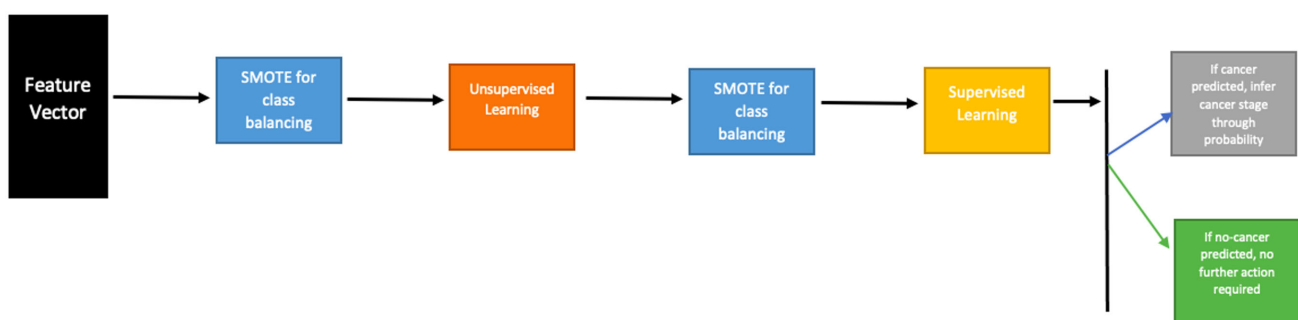 Feature
Vector
SMOTE for
class
balancing
Unsupervised
Learning
SMOTE for
class
balancing
Supervised
Learning
If cancer
predicted, infer
cancer stage
through
probability
If no-cancer
predicted, no
further action
required